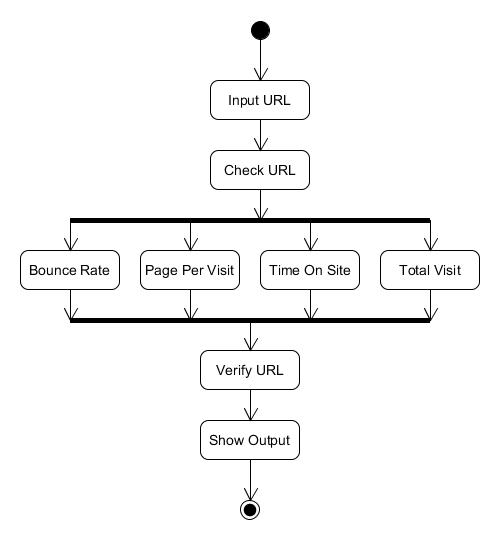 Input URL
Check URL
Bounce Rate
Page Per Visit
Time On Site
Total Visit
Verify URL
Show Output